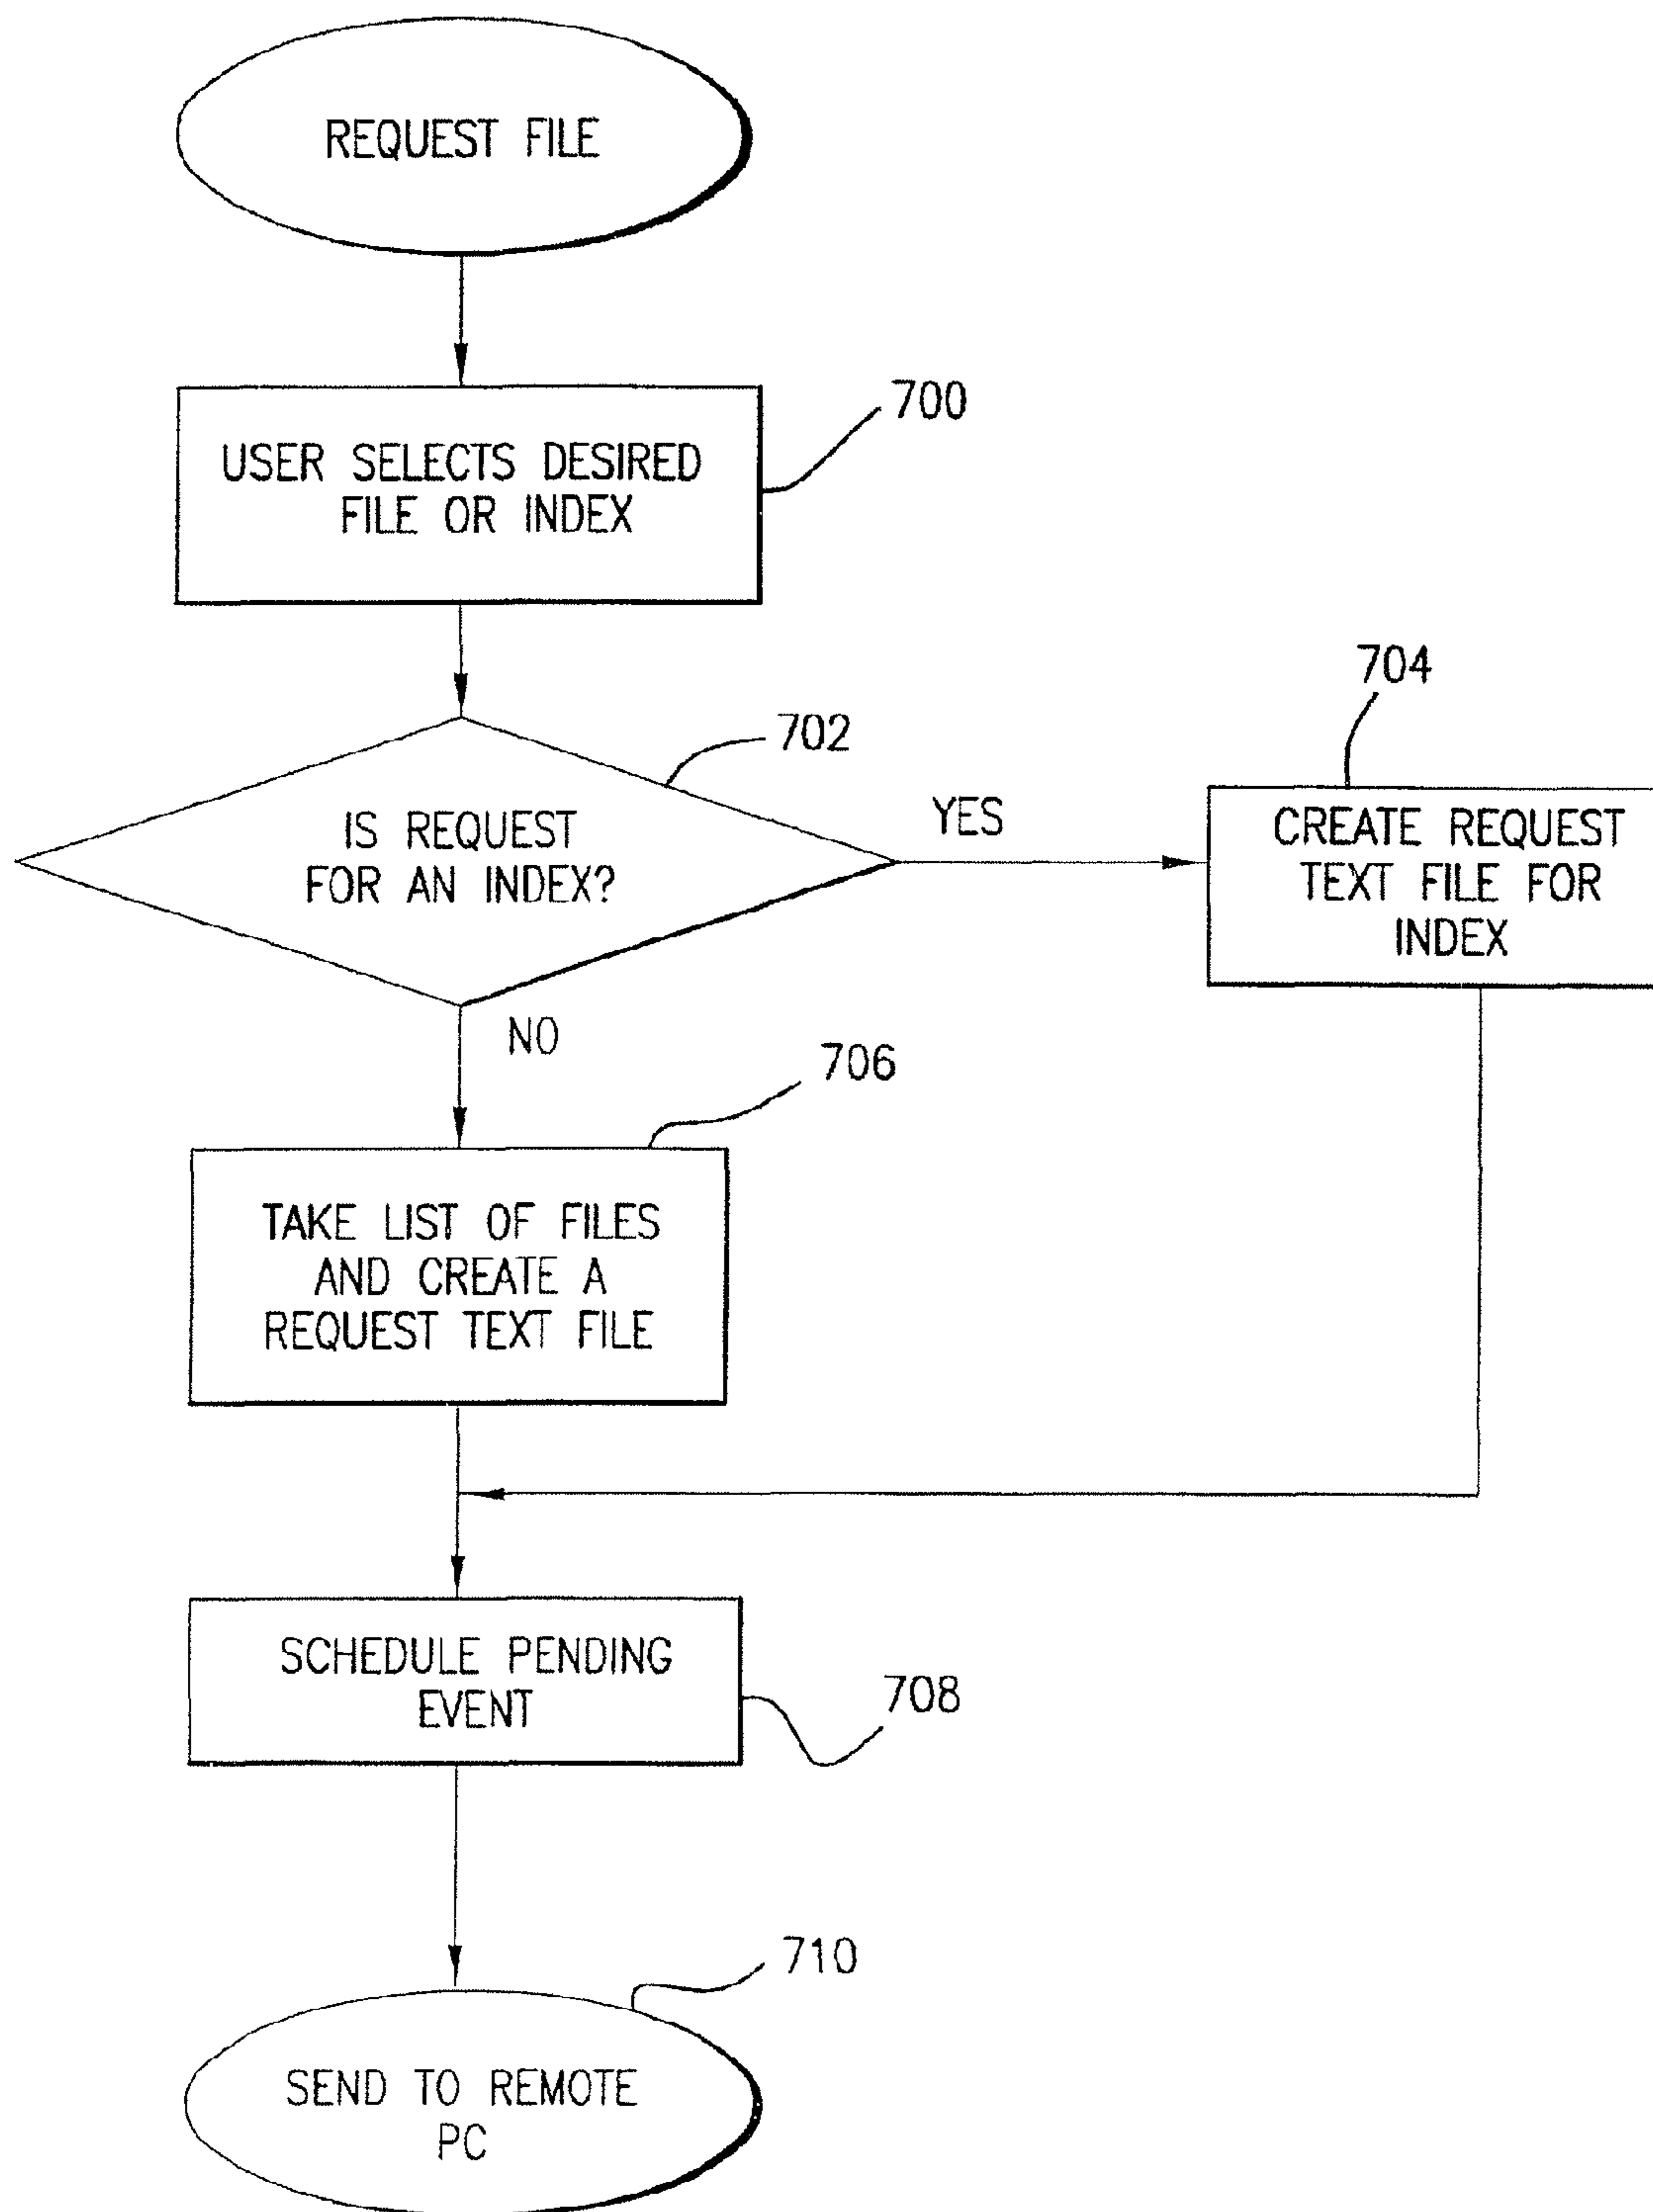 REQUEST FILE
700
USER SELECTS DESIRED
FILE OR INDEX
702
IS REQUEST
FOR AN INDEX?
YES
704
CREATE REQUEST
TEXT FILE FOR
INDEX
NO
706
TAKE LIST OF FILES
AND CREATE A
REQUEST TEXT FILE
SCHEDULE PENDING
EVENT
708
710
SEND TO REMOTE
PC